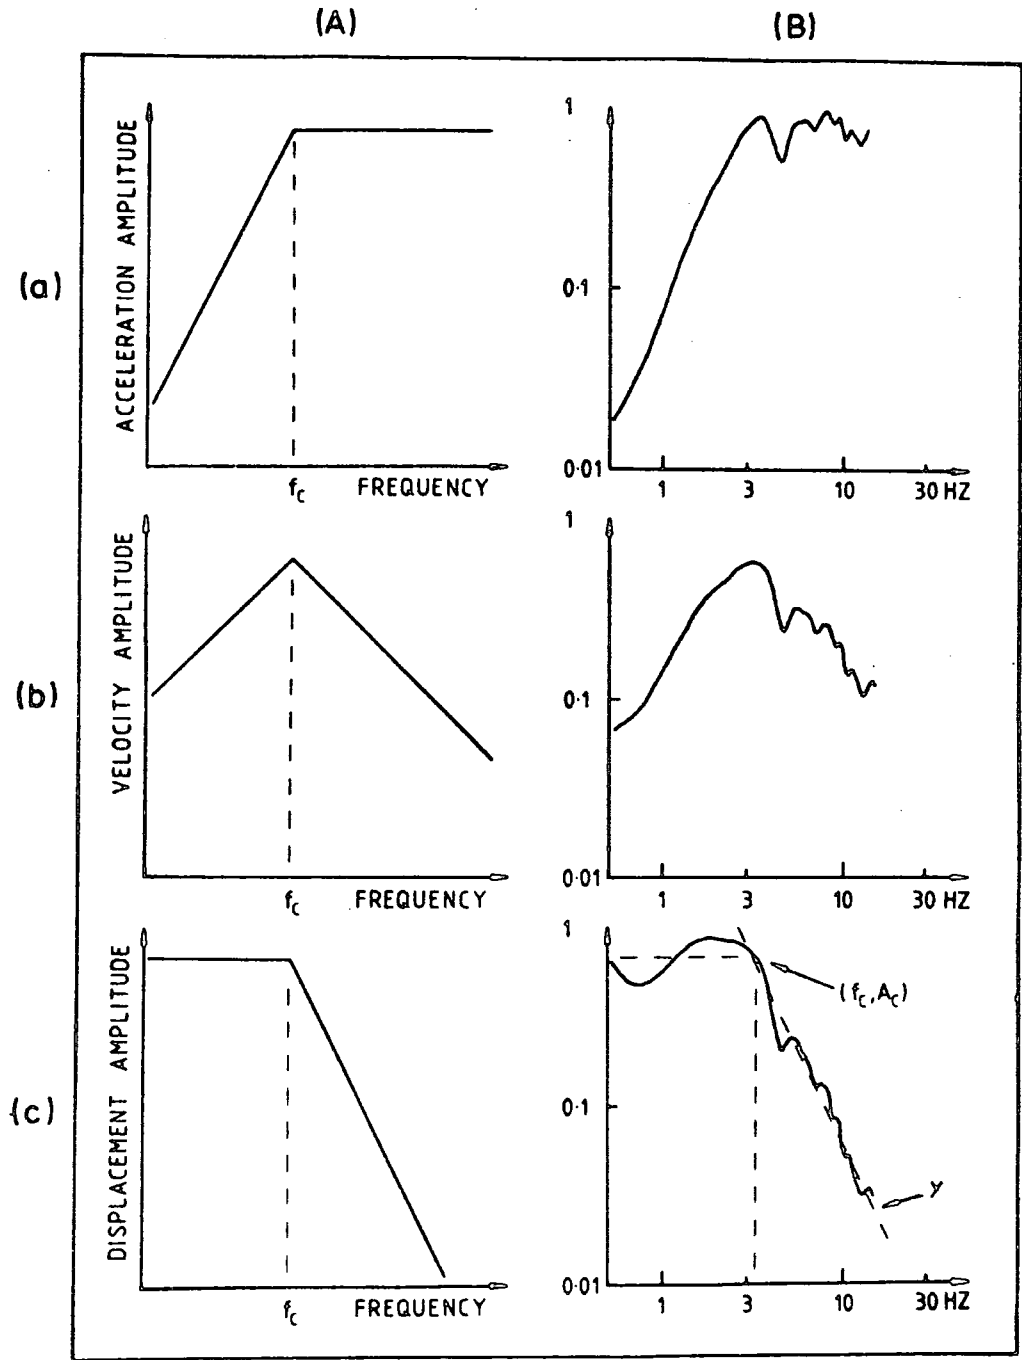 (A) (B)
(a)
ACCELERATION AMPLITUDE
f_c FREQUENCY
1
0·1
0·01
1 3 10 30 HZ
(b)
VELOCITY AMPLITUDE
f_c FREQUENCY
1
0·1
0·01
1 3 10 30 HZ
(c)
DISPLACEMENT AMPLITUDE
f_c FREQUENCY
1
(f_c, A_c)
0·1
γ
0·01
1 3 10 30 HZ